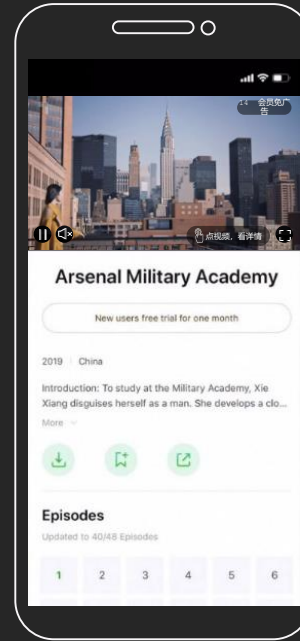 14 会员免广
告
点视频，看详情
Arsenal Military Academy
New users free trial for one month
2019 China
Introduction: To study at the Military Academy, Xie
Xiang disguises herself as a man. She develops a clo...
More
Episodes
Updated to 40/48 Episodes
1 2 3 4 5 6